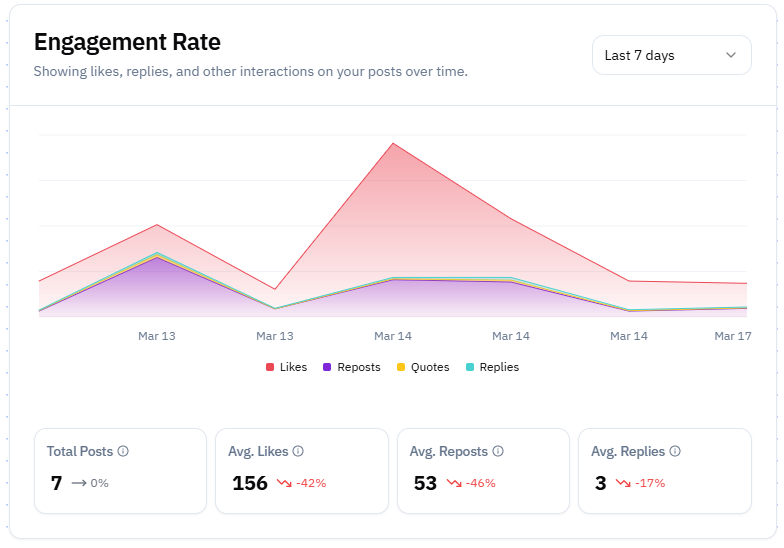 Engagement Rate
Showing likes, replies, and other interactions on your posts over time.
Last 7 days
Mar 13 Mar 13 Mar 14 Mar 14 Mar 14 Mar 17
Likes Reposts Quotes Replies
Total Posts
7 0%
Avg. Likes
156 -42%
Avg. Reposts
53 -46%
Avg. Replies
3 -17%